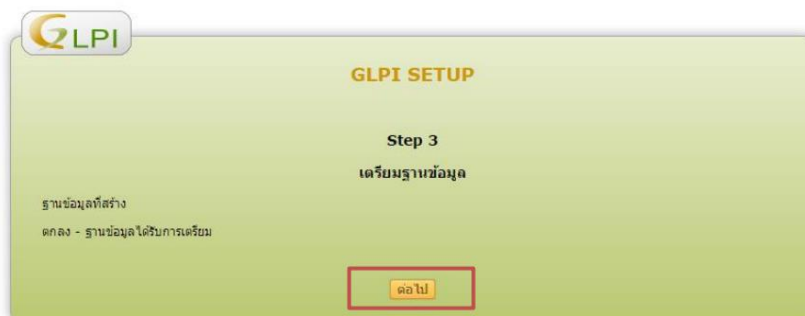 GLPI
GLPI SETUP
Step 3
เตรียมฐานข้อมูล
ฐานข้อมูลที่สร้าง
ตกลง - ฐานข้อมูลได้รับการเตรียม
ต่อไป